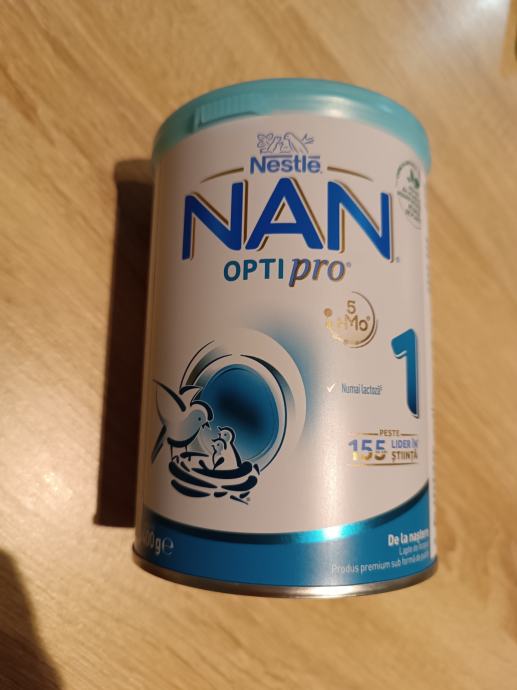 Nestlé
NAN
OPTIpro
5
HMO
1
Numai lactoză
PESTE
155 LIDER ÎN
ȘTIINȚĂ
De la naștere
Produs premium sub formă de